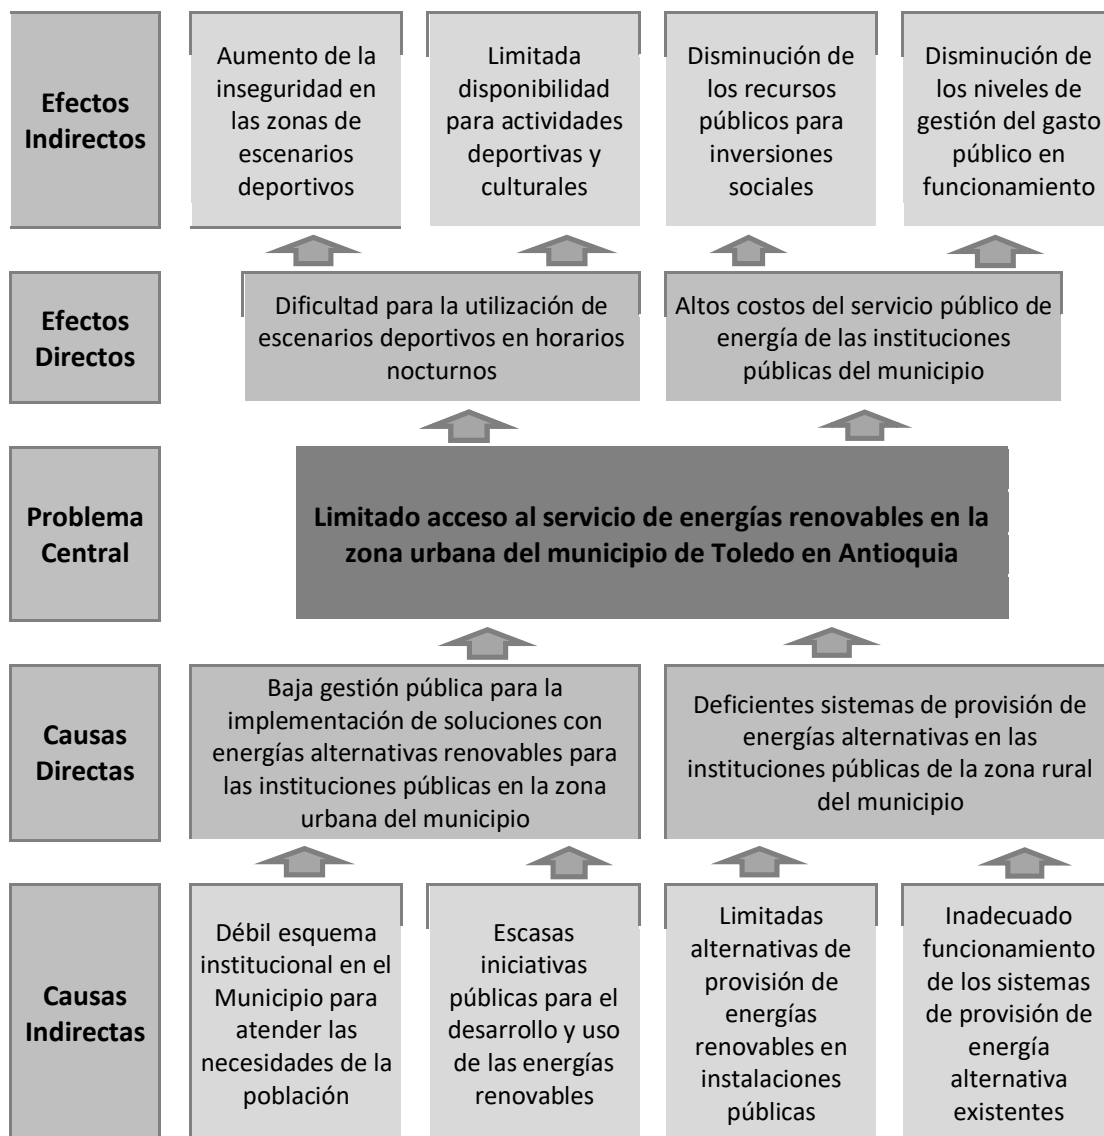 Efectos
Indirectos
Aumento de la
inseguridad en
las zonas de
escenarios
deportivos
Limitada
disponibilidad
para actividades
deportivas y
culturales
Disminución de
los recursos
públicos para
inversiones
sociales
Disminución de
los niveles de
gestión del gasto
público en
funcionamiento
Efectos
Directos
Dificultad para la utilización de
escenarios deportivos en horarios
nocturnos
Altos costos del servicio público de
energía de las instituciones
públicas del municipio
Problema
Central
Limitado acceso al servicio de energías renovables en la
zona urbana del municipio de Toledo en Antioquia
Causas
Directas
Baja gestión pública para la
implementación de soluciones con
energías alternativas renovables para
las instituciones públicas en la zona
urbana del municipio
Deficientes sistemas de provisión de
energías alternativas en las
instituciones públicas de la zona rural
del municipio
Causas
Indirectas
Débil esquema
institucional en el
Municipio para
atender las
necesidades de la
población
Escasas
iniciativas
públicas para el
desarrollo y uso
de las energías
renovables
Limitadas
alternativas de
provisión de
energías
renovables en
instalaciones
públicas
Inadecuado
funcionamiento
de los sistemas
de provisión de
energía
alternativa
existentes